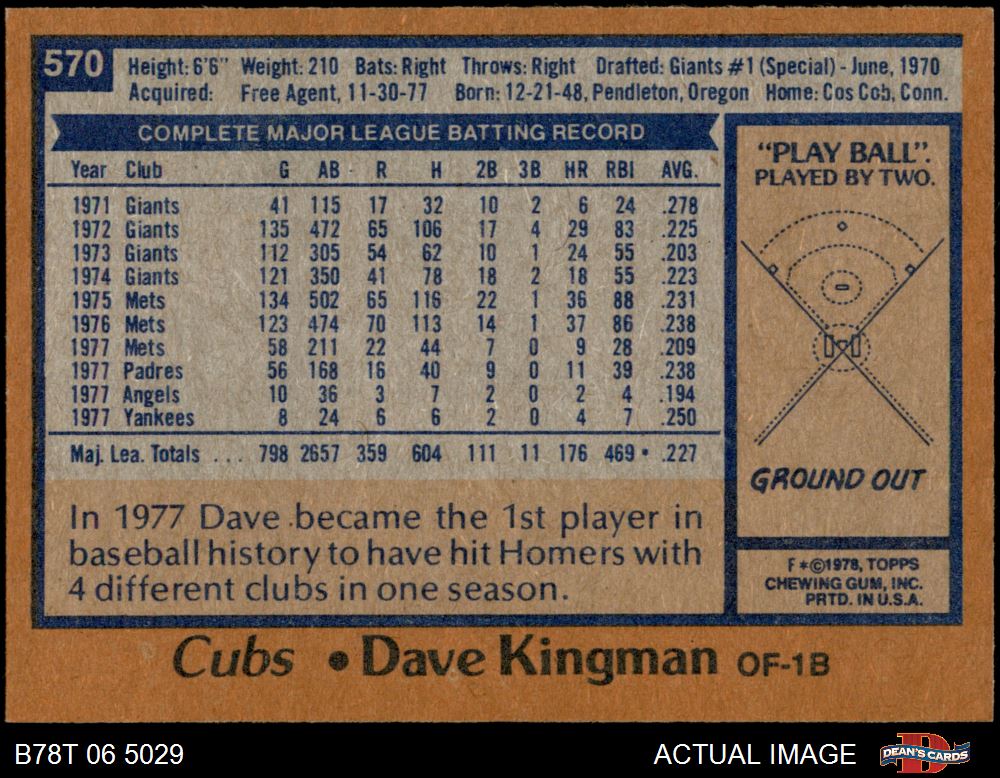 570
Height: 6'6" Weight: 210 Bats: Right Throws: Right Drafted: Giants #1 (Special) - June, 1970
Acquired: Free Agent, 11-30-77 Born: 12-21-48, Pendleton, Oregon Home: Cos Cob, Conn.
COMPLETE MAJOR LEAGUE BATTING RECORD
Year Club G AB R H 2B 3B HR RBI AVG.
1971 Giants 41 115 17 32 10 2 6 24 .278
1972 Giants 135 472 65 106 17 4 29 83 .225
1973 Giants 112 305 54 62 10 1 24 55 .203
1974 Giants 121 350 41 78 18 2 18 55 .223
1975 Mets 134 502 65 116 22 1 36 88 .231
1976 Mets 123 474 70 113 14 1 37 86 .238
1977 Mets 58 211 22 44 7 0 9 28 .209
1977 Padres 56 168 16 40 9 0 11 39 .238
1977 Angels 10 36 3 7 2 0 2 4 .194
1977 Yankees 8 24 6 6 2 0 4 7 .250
Maj. Lea. Totals ... 798 2657 359 604 111 11 176 469 .227
In 1977 Dave became the 1st player in
baseball history to have hit Homers with
4 different clubs in one season.
"PLAY BALL".
PLAYED BY TWO.
GROUND OUT
F*©1978, TOPPS
CHEWING GUM, INC.
PRTD. IN U.S.A.
Cubs • Dave Kingman OF-1B
B78T 06 5029
ACTUAL IMAGE
DEAN'S CARDS